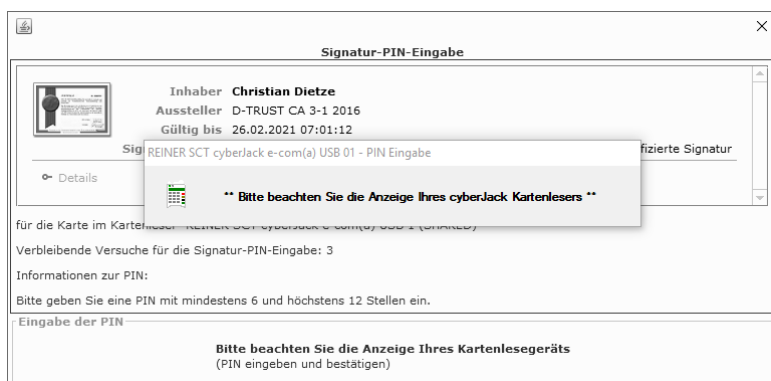 Signatur-PIN-Eingabe
Inhaber Christian Dietze
Aussteller D-TRUST CA 3-1 2016
Gültig bis 26.02.2021 07:01:12
Sig fizierte Signatur
REINER SCT cyberJack e-com(a) USB 01 - PIN Eingabe
Details
** Bitte beachten Sie die Anzeige Ihres cyberJack Kartenlesers **
für die Karte im Kartenleser REINER SCT cyberJack e-com(a) USB 1 (SHARED)
Verbleibende Versuche für die Signatur-PIN-Eingabe: 3
Informationen zur PIN:
Bitte geben Sie eine PIN mit mindestens 6 und höchstens 12 Stellen ein.
Eingabe der PIN
Bitte beachten Sie die Anzeige Ihres Kartenlesegeräts
(PIN eingeben und bestätigen)